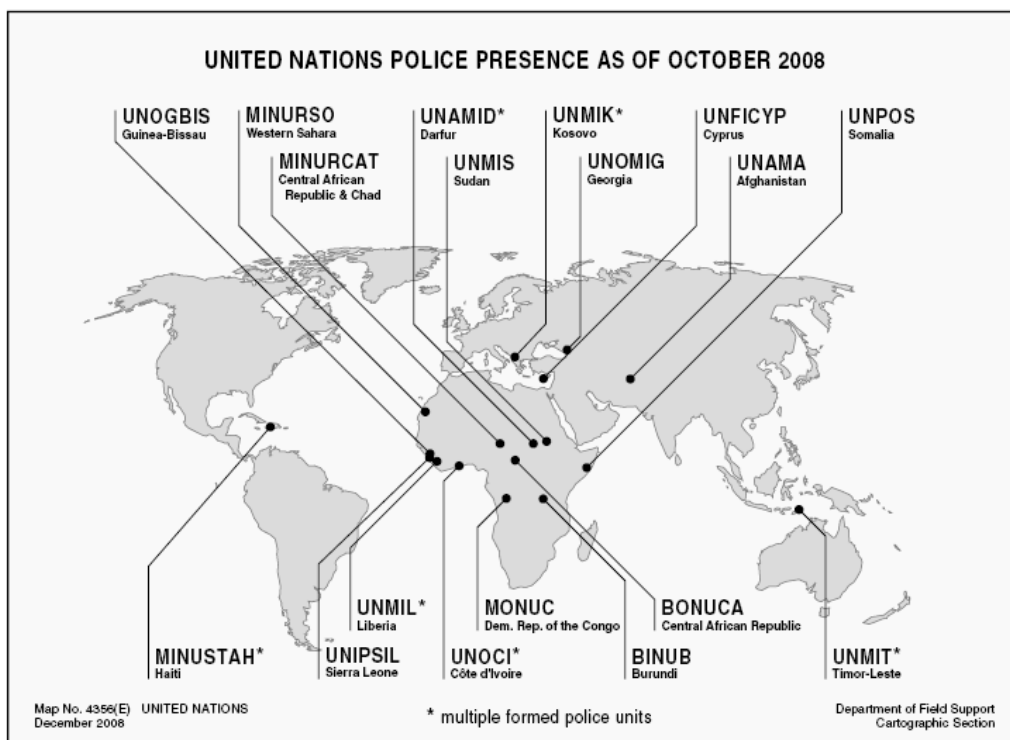 UNITED NATIONS POLICE PRESENCE AS OF OCTOBER 2008
UNOGBIS
Guinea-Bissau
MINURSO
Western Sahara
UNAMID*
Darfur
UNMIK*
Kosovo
UNFICYP
Cyprus
UNPOS
Somalia
MINURCAT
Central African
Republic & Chad
UNMIS
Sudan
UNOMIG
Georgia
UNAMA
Afghanistan
UNMIL*
Liberia
MONUC
Dem. Rep. of the Congo
BONUCA
Central African Republic
MINUSTAH*
Haiti
UNIPSIL
Sierra Leone
UNOCI*
Côte d'Ivoire
BINUB
Burundi
UNMIT*
Timor-Leste
Map No. 4356(E) UNITED NATIONS
December 2008
* multiple formed police units
Department of Field Support
Cartographic Section